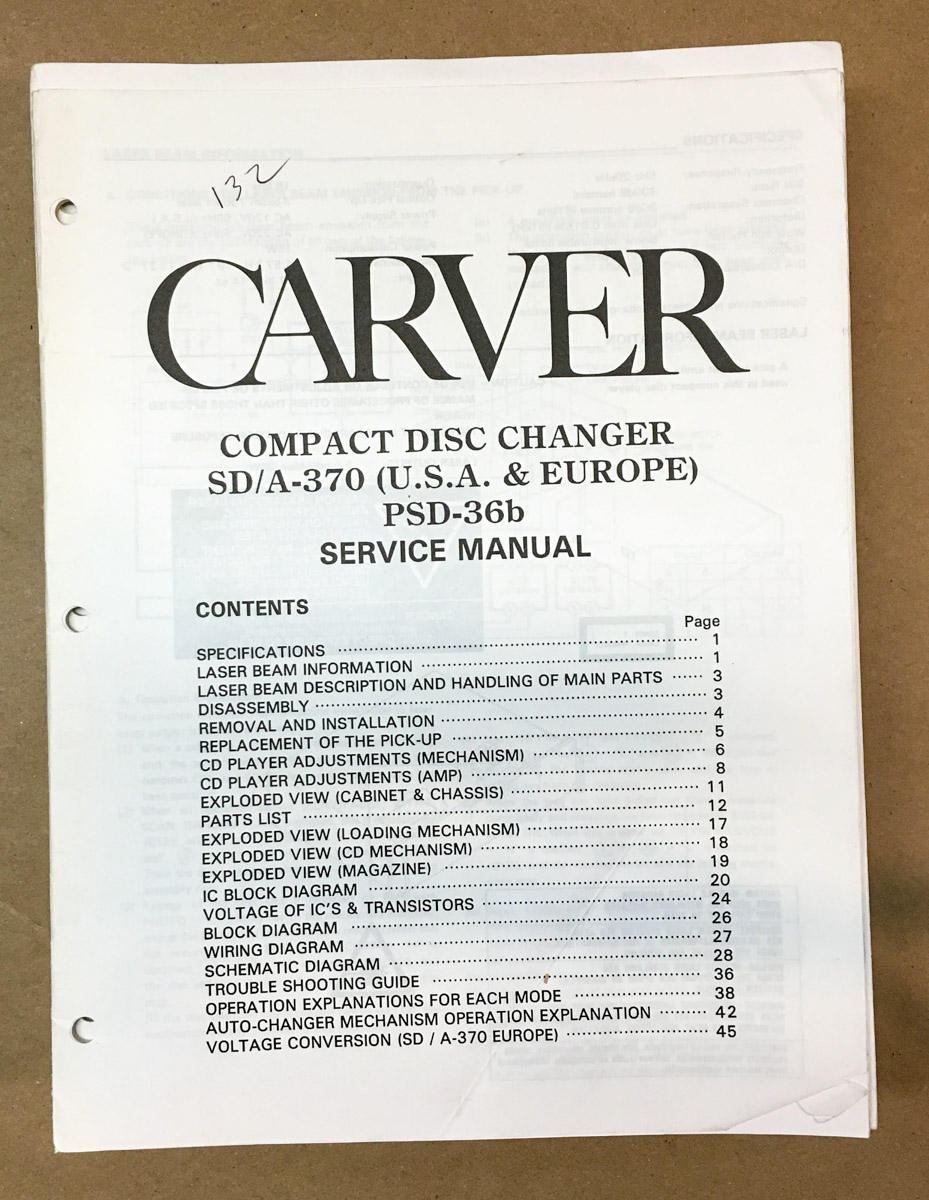 132
CARVER
COMPACT DISC CHANGER
SD/A-370 (U.S.A. & EUROPE)
PSD-36b
SERVICE MANUAL
CONTENTS
Page
SPECIFICATIONS ........ 1
LASER BEAM INFORMATION ........ 1
LASER BEAM DESCRIPTION AND HANDLING OF MAIN PARTS ...... 3
DISASSEMBLY ........ 3
REMOVAL AND INSTALLATION ........ 4
REPLACEMENT OF THE PICK-UP ........ 5
CD PLAYER ADJUSTMENTS (MECHANISM) ........ 6
CD PLAYER ADJUSTMENTS (AMP) ........ 8
EXPLODED VIEW (CABINET & CHASSIS) ........ 11
PARTS LIST ........ 12
EXPLODED VIEW (LOADING MECHANISM) ........ 17
EXPLODED VIEW (CD MECHANISM) ........ 18
EXPLODED VIEW (MAGAZINE) ........ 19
IC BLOCK DIAGRAM ........ 20
VOLTAGE OF IC'S & TRANSISTORS ........ 24
BLOCK DIAGRAM ........ 26
WIRING DIAGRAM ........ 27
SCHEMATIC DIAGRAM ........ 28
TROUBLE SHOOTING GUIDE ........ 36
OPERATION EXPLANATIONS FOR EACH MODE ........ 38
AUTO-CHANGER MECHANISM OPERATION EXPLANATION ........ 42
VOLTAGE CONVERSION (SD / A-370 EUROPE) ........ 45